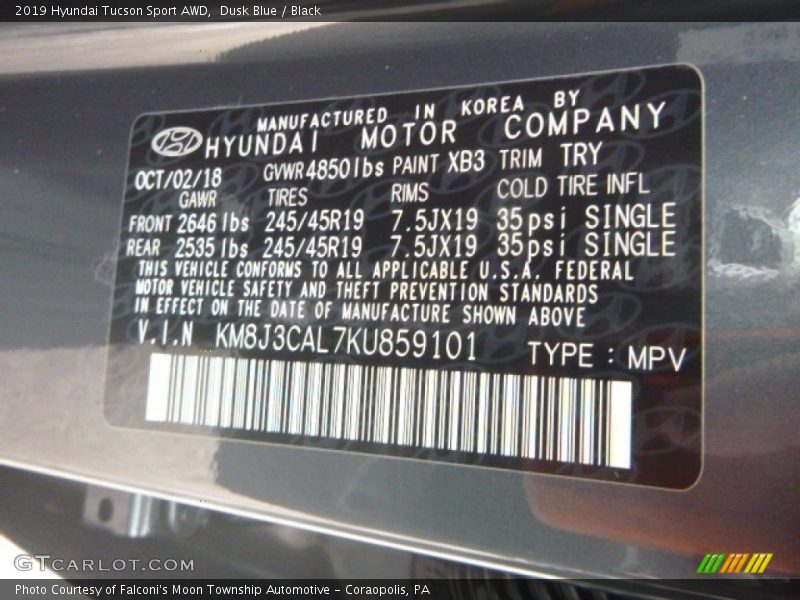 2019 Hyundai Tucson Sport AWD, Dusk Blue / Black
MANUFACTURED IN KOREA BY
HYUNDAI MOTOR COMPANY
OCT/02/18 GVWR 4850lbs PAINT XB3 TRIM TRY
GAWR TIRES RIMS COLD TIRE INFL
FRONT 2646 lbs 245/45R19 7.5JX19 35psi SINGLE
REAR 2535 lbs 245/45R19 7.5JX19 35psi SINGLE
THIS VEHICLE CONFORMS TO ALL APPLICABLE U.S.A. FEDERAL
MOTOR VEHICLE SAFETY AND THEFT PREVENTION STANDARDS
IN EFFECT ON THE DATE OF MANUFACTURE SHOWN ABOVE
V.I.N KM8J3CAL7KU859101 TYPE : MPV
GTCARLOT.COM
Photo Courtesy of Falconi's Moon Township Automotive - Coraopolis, PA